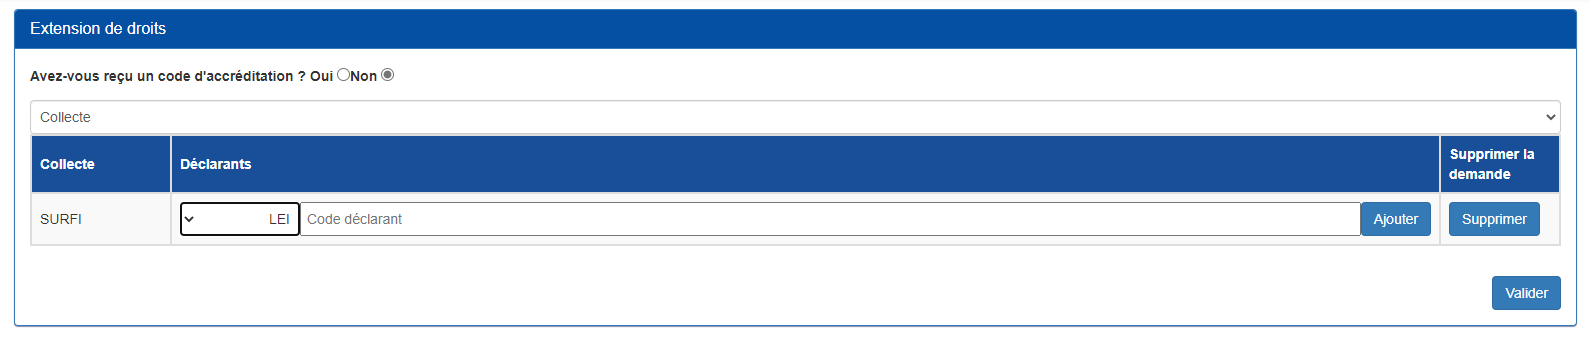 Extension de droits
Avez-vous reçu un code d'accréditation ? Oui Non
Collecte
Collecte Déclarants Supprimer la
demande
SURFI LEI Code déclarant Ajouter Supprimer
Valider